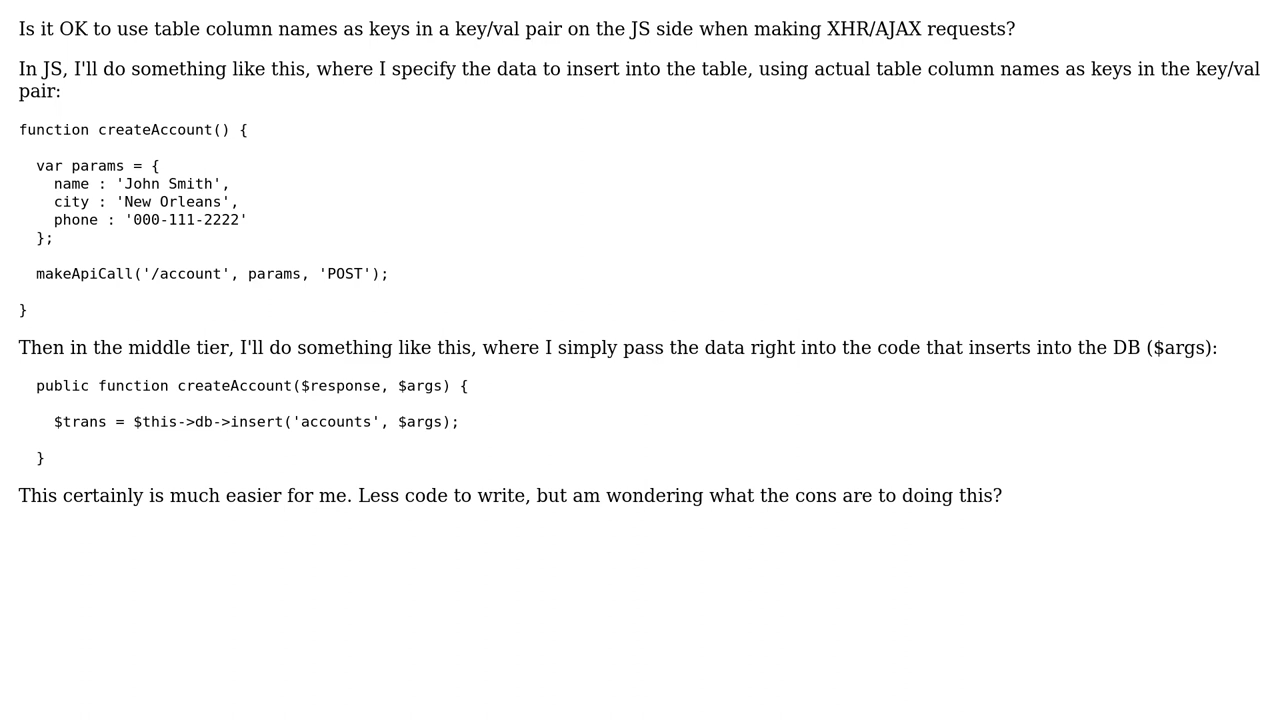 Is it OK to use table column names as keys in a key/val pair on the JS side when making XHR/AJAX requests?
In JS, I'll do something like this, where I specify the data to insert into the table, using actual table column names as keys in the key/val
pair:
function createAccount() {
  var params = {
    name : 'John Smith',
    city : 'New Orleans',
    phone : '000-111-2222'
  };
  makeApiCall('/account', params, 'POST');
}
Then in the middle tier, I'll do something like this, where I simply pass the data right into the code that inserts into the DB ($args):
  public function createAccount($response, $args) {
    $trans = $this->db->insert('accounts', $args);
  }
This certainly is much easier for me. Less code to write, but am wondering what the cons are to doing this?